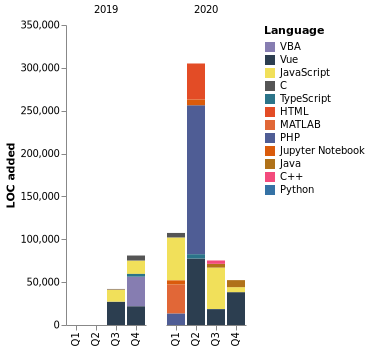 2019
2020
Language
VBA
Vue
JavaScript
C
TypeScript
HTML
MATLAB
PHP
Jupyter Notebook
Java
C++
Python
LOC added
350,000
300,000
250,000
200,000
150,000
100,000
50,000
0
Q1
Q2
Q3
Q4
Q1
Q2
Q3
Q4